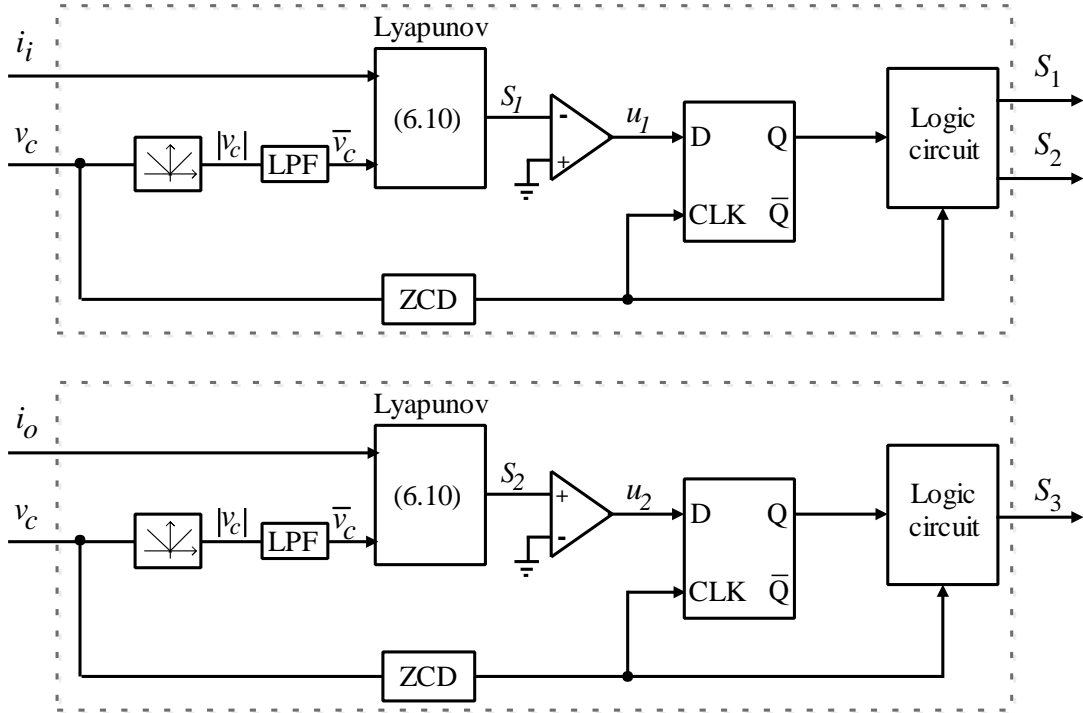 Lyapunov
i_i
S_1
S_1
(6.10)
-
u_1
D
Q
Logic
circuit
v_c
|v_c|
LPF
v̅_c
+
S_2
CLK
Q̅
ZCD
Lyapunov
i_o
S_2
(6.10)
+
u_2
D
Q
Logic
circuit
S_3
v_c
|v_c|
LPF
v̅_c
-
CLK
Q̅
ZCD